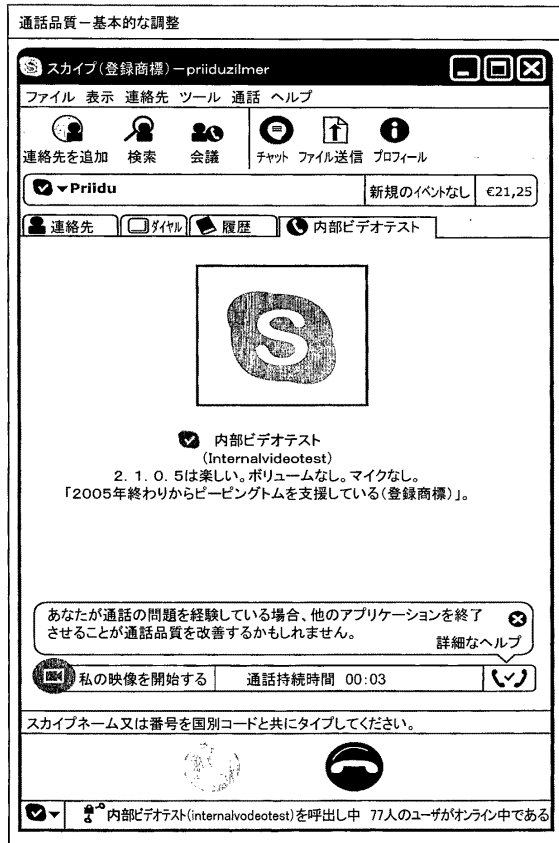 通話品質－基本的な調整
スカイプ(登録商標)－priiduzilmer
ファイル 表示 連絡先 ツール 通話 ヘルプ
連絡先を追加 検索 会議 チャット ファイル送信 プロフィール
Priidu 新規のイベントなし €21,25
連絡先 ダイヤル 履歴 内部ビデオテスト
S
内部ビデオテスト
(Internalvideotest)
2. 1. 0. 5は楽しい。ボリュームなし。マイクなし。
「2005年終わりからピーピングトムを支援している(登録商標)」。
あなたが通話の問題を経験している場合、他のアプリケーションを終了
させることが通話品質を改善するかもしれません。
詳細なヘルプ
私の映像を開始する 通話持続時間 00:03
スカイプネーム又は番号を国別コードと共にタイプしてください。
内部ビデオテスト(internalvodeotest)を呼出し中 77人のユーザがオンライン中である